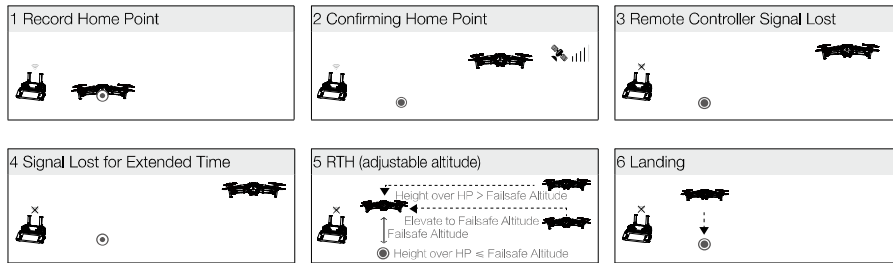 1 Record Home Point
2 Confirming Home Point
3 Remote Controller Signal Lost
4 Signal Lost for Extended Time
5 RTH (adjustable altitude)
Height over HP > Failsafe Altitude
Elevate to Failsafe Altitude
Failsafe Altitude
Height over HP ≤ Failsafe Altitude
6 Landing